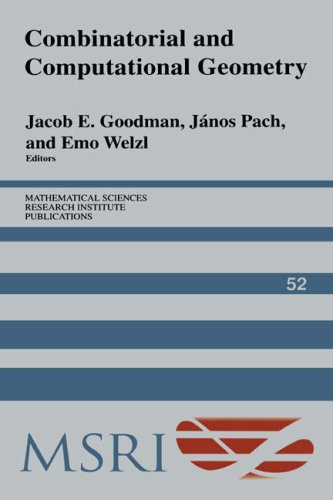 Combinatorial and
Computational Geometry
Jacob E. Goodman, János Pach,
and Emo Welzl
Editors
MATHEMATICAL SCIENCES
RESEARCH INSTITUTE
PUBLICATIONS
52
MSRI